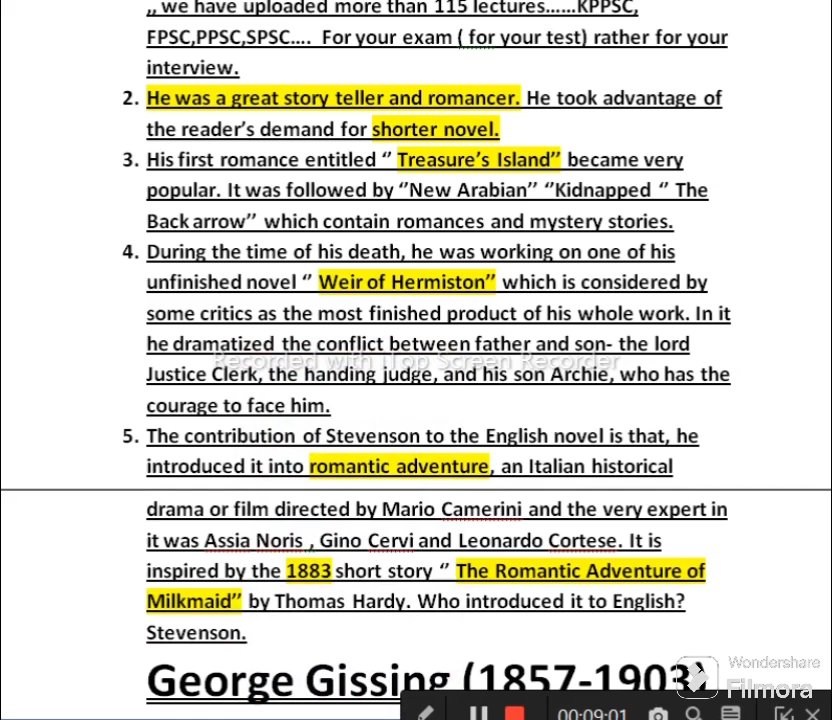 ,, we have uploaded more than 115 lectures......KPPSC,
FPSC,PPSC,SPSC.... For your exam ( for your test) rather for your
interview.
2. He was a great story teller and romancer. He took advantage of
the reader's demand for shorter novel.
3. His first romance entitled " Treasure's Island" became very
popular. It was followed by "New Arabian" "Kidnapped " The
Back arrow" which contain romances and mystery stories.
4. During the time of his death, he was working on one of his
unfinished novel " Weir of Hermiston" which is considered by
some critics as the most finished product of his whole work. In it
he dramatized the conflict between father and son- the lord
Recorded with iTop Screen Recorder
Justice Clerk, the handing judge, and his son Archie, who has the
courage to face him.
5. The contribution of Stevenson to the English novel is that, he
introduced it into romantic adventure, an Italian historical
drama or film directed by Mario Camerini and the very expert in
it was Assia Noris , Gino Cervi and Leonardo Cortese. It is
inspired by the 1883 short story " The Romantic Adventure of
Milkmaid" by Thomas Hardy. Who introduced it to English?
Stevenson.
George Gissing (1857-1903)
Wondershare
Filmora
00:09:01